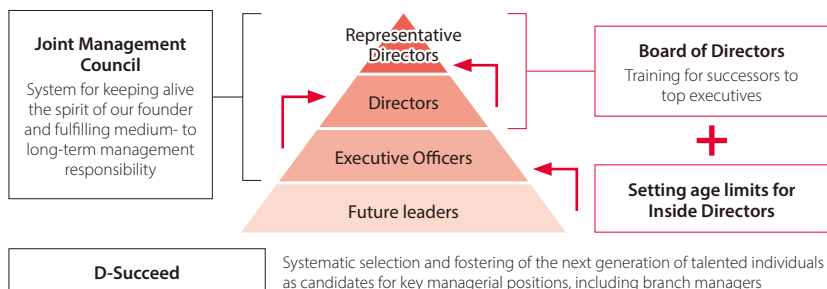 Joint Management
Council
System for keeping alive
the spirit of our founder
and fulfilling medium- to
long-term management
responsibility
Representative
Directors
Directors
Executive Officers
Future leaders
Board of Directors
Training for successors to
top executives
+
Setting age limits for
Inside Directors
D-Succeed
Systematic selection and fostering of the next generation of talented individuals
as candidates for key managerial positions, including branch managers